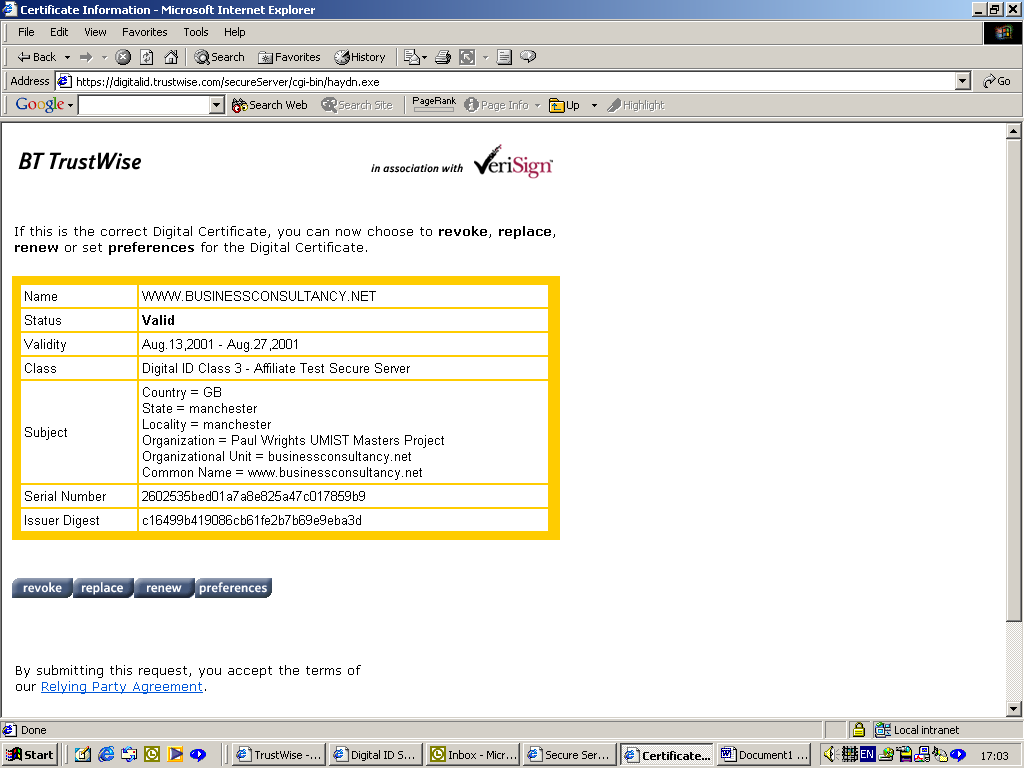 Certificate Information - Microsoft Internet Explorer
File Edit View Favorites Tools Help
Back Search Favorites History
Address https://digitalid.trustwise.com/secureServer/cgi-bin/haydn.exe Go
Google Search Web Search Site PageRank Page Info Up Highlight
BT TrustWise
in association with VeriSign
If this is the correct Digital Certificate, you can now choose to revoke, replace,
renew or set preferences for the Digital Certificate.
Name WWW.BUSINESSCONSULTANCY.NET
Status Valid
Validity Aug.13,2001 - Aug.27,2001
Class Digital ID Class 3 - Affiliate Test Secure Server
Subject
Country = GB
State = manchester
Locality = manchester
Organization = Paul Wrights UMIST Masters Project
Organizational Unit = businessconsultancy.net
Common Name = www.businessconsultancy.net
Serial Number 2602535bed01a7a8e825a47c017859b9
Issuer Digest c16499b419086cb61fe2b7b69e9eba3d
revoke replace renew preferences
By submitting this request, you accept the terms of
our Relying Party Agreement.
Done Local intranet
Start TrustWise -... Digital ID S... Inbox - Micr... Secure Ser... Certificate... Document1 ... EN 17:03